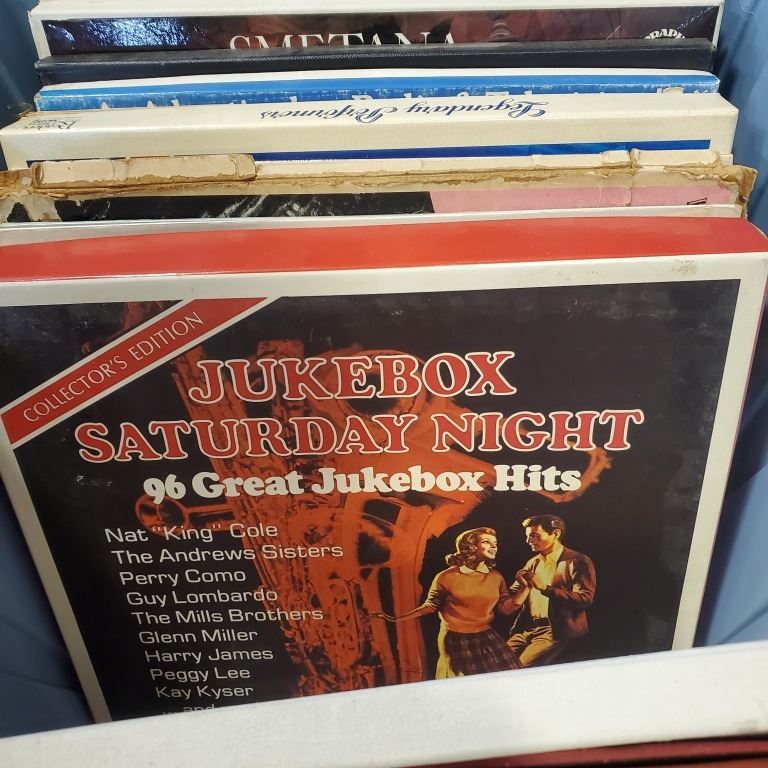 SMETANA
Legendary Performers
COLLECTOR'S EDITION
JUKEBOX
SATURDAY NIGHT
96 Great Jukebox Hits
Nat "King" Cole
The Andrews Sisters
Perry Como
Guy Lombardo
The Mills Brothers
Glenn Miller
Harry James
Peggy Lee
Kay Kyser
... and